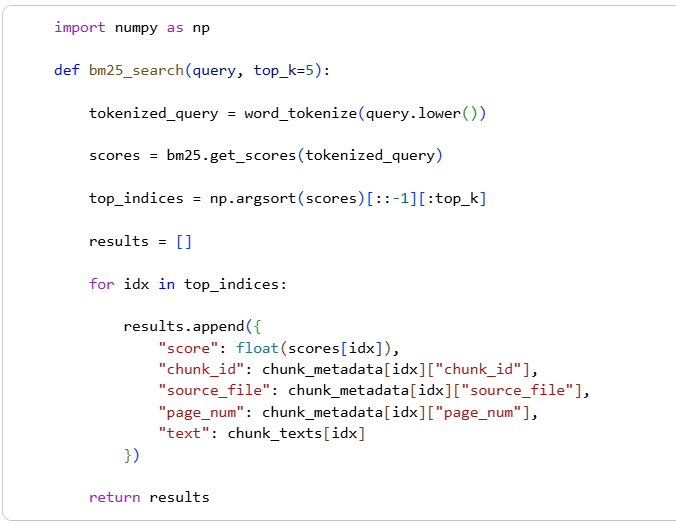 import numpy as np
def bm25_search(query, top_k=5):
tokenized_query = word_tokenize(query.lower())
scores = bm25.get_scores(tokenized_query)
top_indices = np.argsort(scores)[::-1][:top_k]
results = []
for idx in top_indices:
results.append({
"score": float(scores[idx]),
"chunk_id": chunk_metadata[idx]["chunk_id"],
"source_file": chunk_metadata[idx]["source_file"],
"page_num": chunk_metadata[idx]["page_num"],
"text": chunk_texts[idx]
})
return results